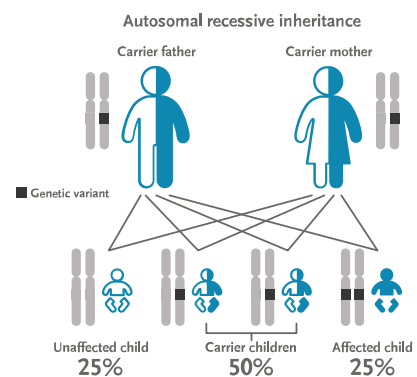 Autosomal recessive inheritance
Carrier father
Carrier mother
Genetic variant
Unaffected child
25%
Carrier children
50%
Affected child
25%